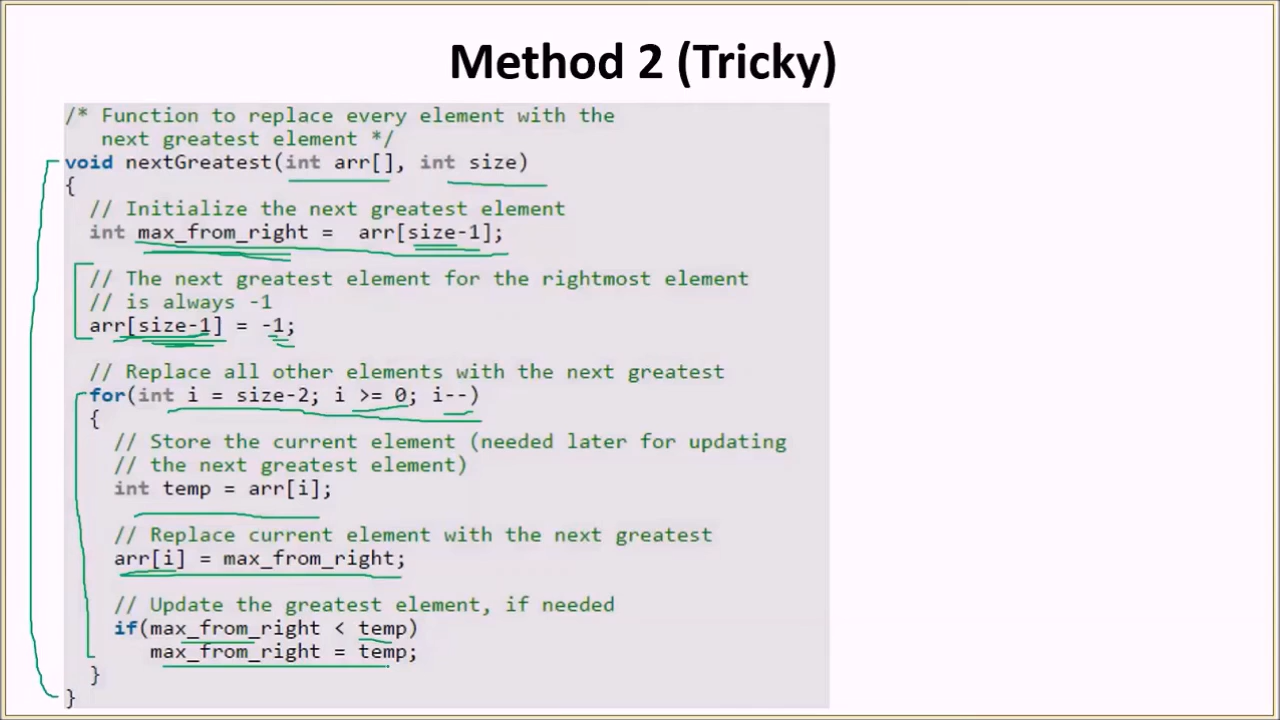 Method 2 (Tricky)
/* Function to replace every element with the
next greatest element */
void nextGreatest(int arr[], int size)
{
// Initialize the next greatest element
int max_from_right =  arr[size-1];
// The next greatest element for the rightmost element
// is always -1
arr[size-1] = -1;
// Replace all other elements with the next greatest
for(int i = size-2; i >= 0; i--)
{
// Store the current element (needed later for updating
// the next greatest element)
int temp = arr[i];
// Replace current element with the next greatest
arr[i] = max_from_right;
// Update the greatest element, if needed
if(max_from_right < temp)
max_from_right = temp;
}
}